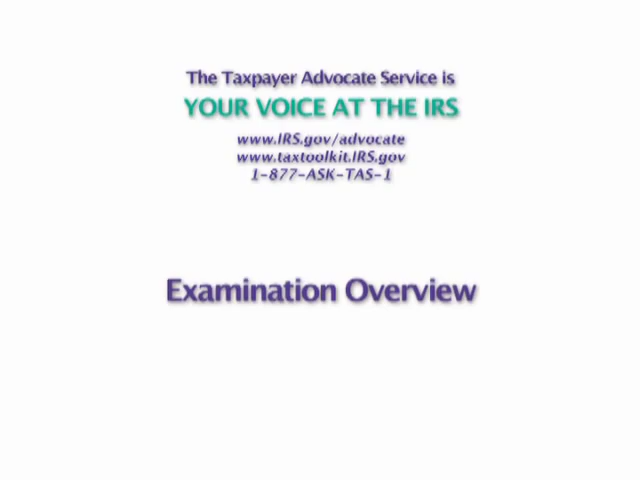 The Taxpayer Advocate Service is
YOUR VOICE AT THE IRS
www.IRS.gov/advocate
www.taxtoolkit.IRS.gov
1-877-ASK-TAS-1
Examination Overview